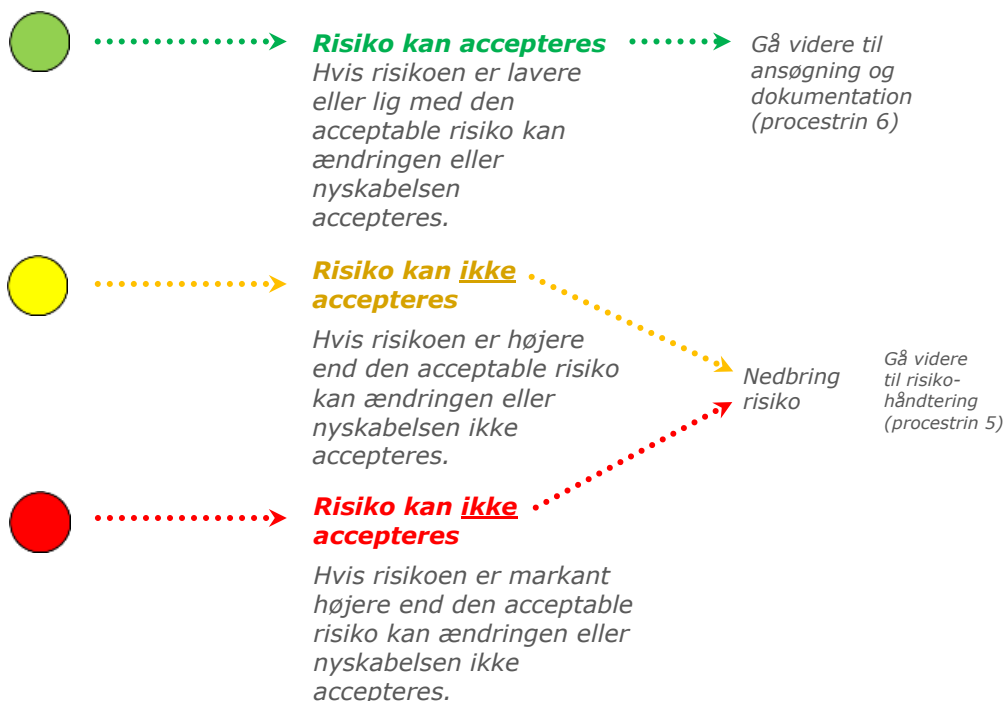 Risiko kan accepteres
Hvis risikoen er lavere
eller lig med den
acceptable risiko kan
ændringen eller
nyskabelsen
accepteres.
Gå videre til
ansøgning og
dokumentation
(procestrin 6)
Risiko kan ikke
accepteres
Hvis risikoen er højere
end den acceptable risiko
kan ændringen eller
nyskabelsen ikke
accepteres.
Nedbring
risiko
Gå videre
til risiko-
håndtering
(procestrin 5)
Risiko kan ikke
accepteres
Hvis risikoen er markant
højere end den acceptable
risiko kan ændringen eller
nyskabelsen ikke
accepteres.